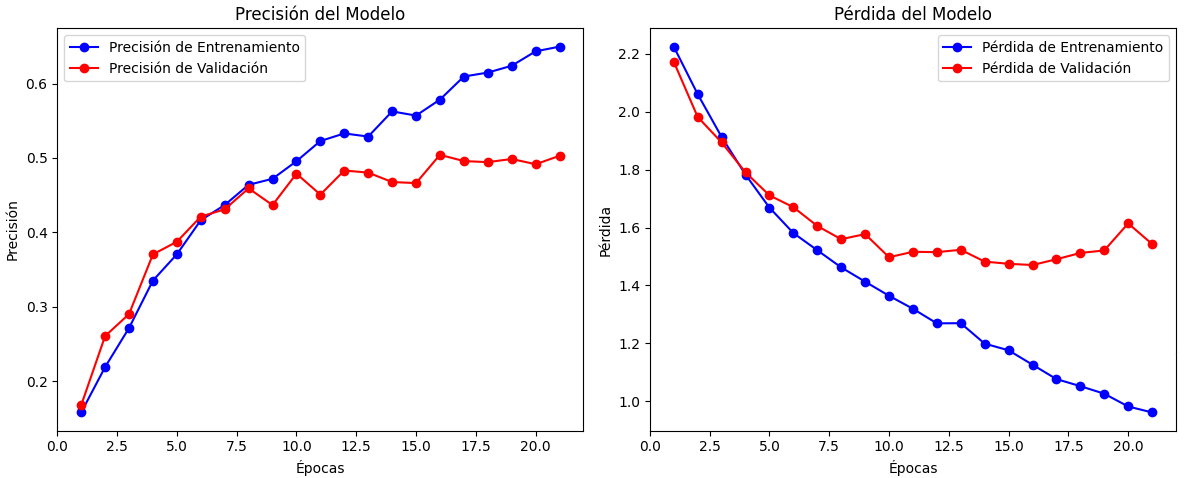 Precisión del Modelo
Precisión de Entrenamiento
Precisión de Validación
Precisión
0.6
0.5
0.4
0.3
0.2
0.0 2.5 5.0 7.5 10.0 12.5 15.0 17.5 20.0
Épocas
Pérdida del Modelo
Pérdida de Entrenamiento
Pérdida de Validación
Pérdida
2.2
2.0
1.8
1.6
1.4
1.2
1.0
0.0 2.5 5.0 7.5 10.0 12.5 15.0 17.5 20.0
Épocas